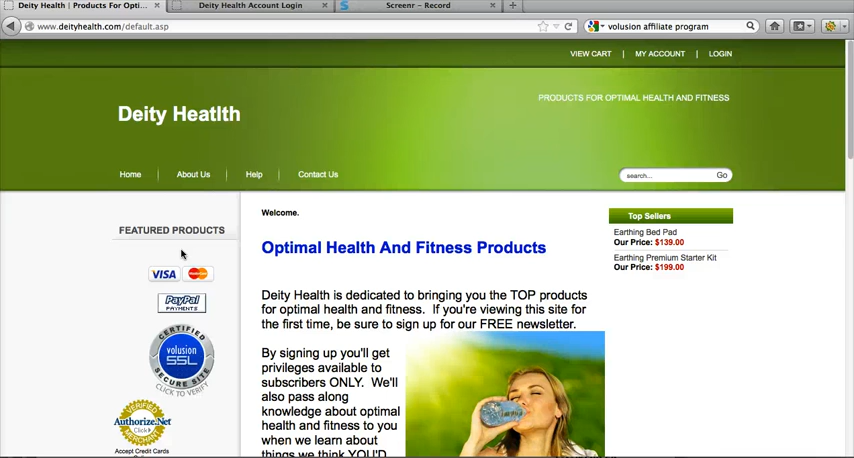 Deity Health | Products For Opti...
Deity Health Account Login
Screenr - Record
www.deityhealth.com/default.asp
volusion affiliate program
VIEW CART | MY ACCOUNT | LOGIN
PRODUCTS FOR OPTIMAL HEALTH AND FITNESS
Deity Heatlth
Home | About Us | Help | Contact Us
search... Go
FEATURED PRODUCTS
VISA MasterCard
PayPal
PAYMENTS
CERTIFIED
volusion
SSL
SECURE SITE
CLICK TO VERIFY
VERIFIED
Authorize.Net
Click
MERCHANT
Accept Credit Cards
Welcome.
Optimal Health And Fitness Products
Deity Health is dedicated to bringing you the TOP products
for optimal health and fitness. If you're viewing this site for
the first time, be sure to sign up for our FREE newsletter.
By signing up you'll get
privileges available to
subscribers ONLY. We'll
also pass along
knowledge about optimal
health and fitness to you
when we learn about
things we think YOU'D
Top Sellers
Earthing Bed Pad
Our Price: $139.00
Earthing Premium Starter Kit
Our Price: $199.00